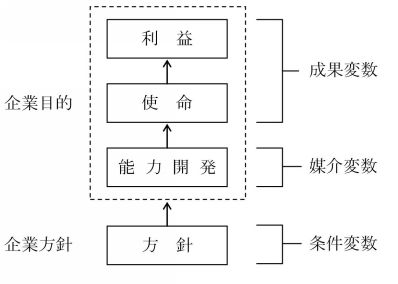 利 益
成果変数
企業目的
使 命
能 力 開 発
媒介変数
企業方針
方 針
条件変数